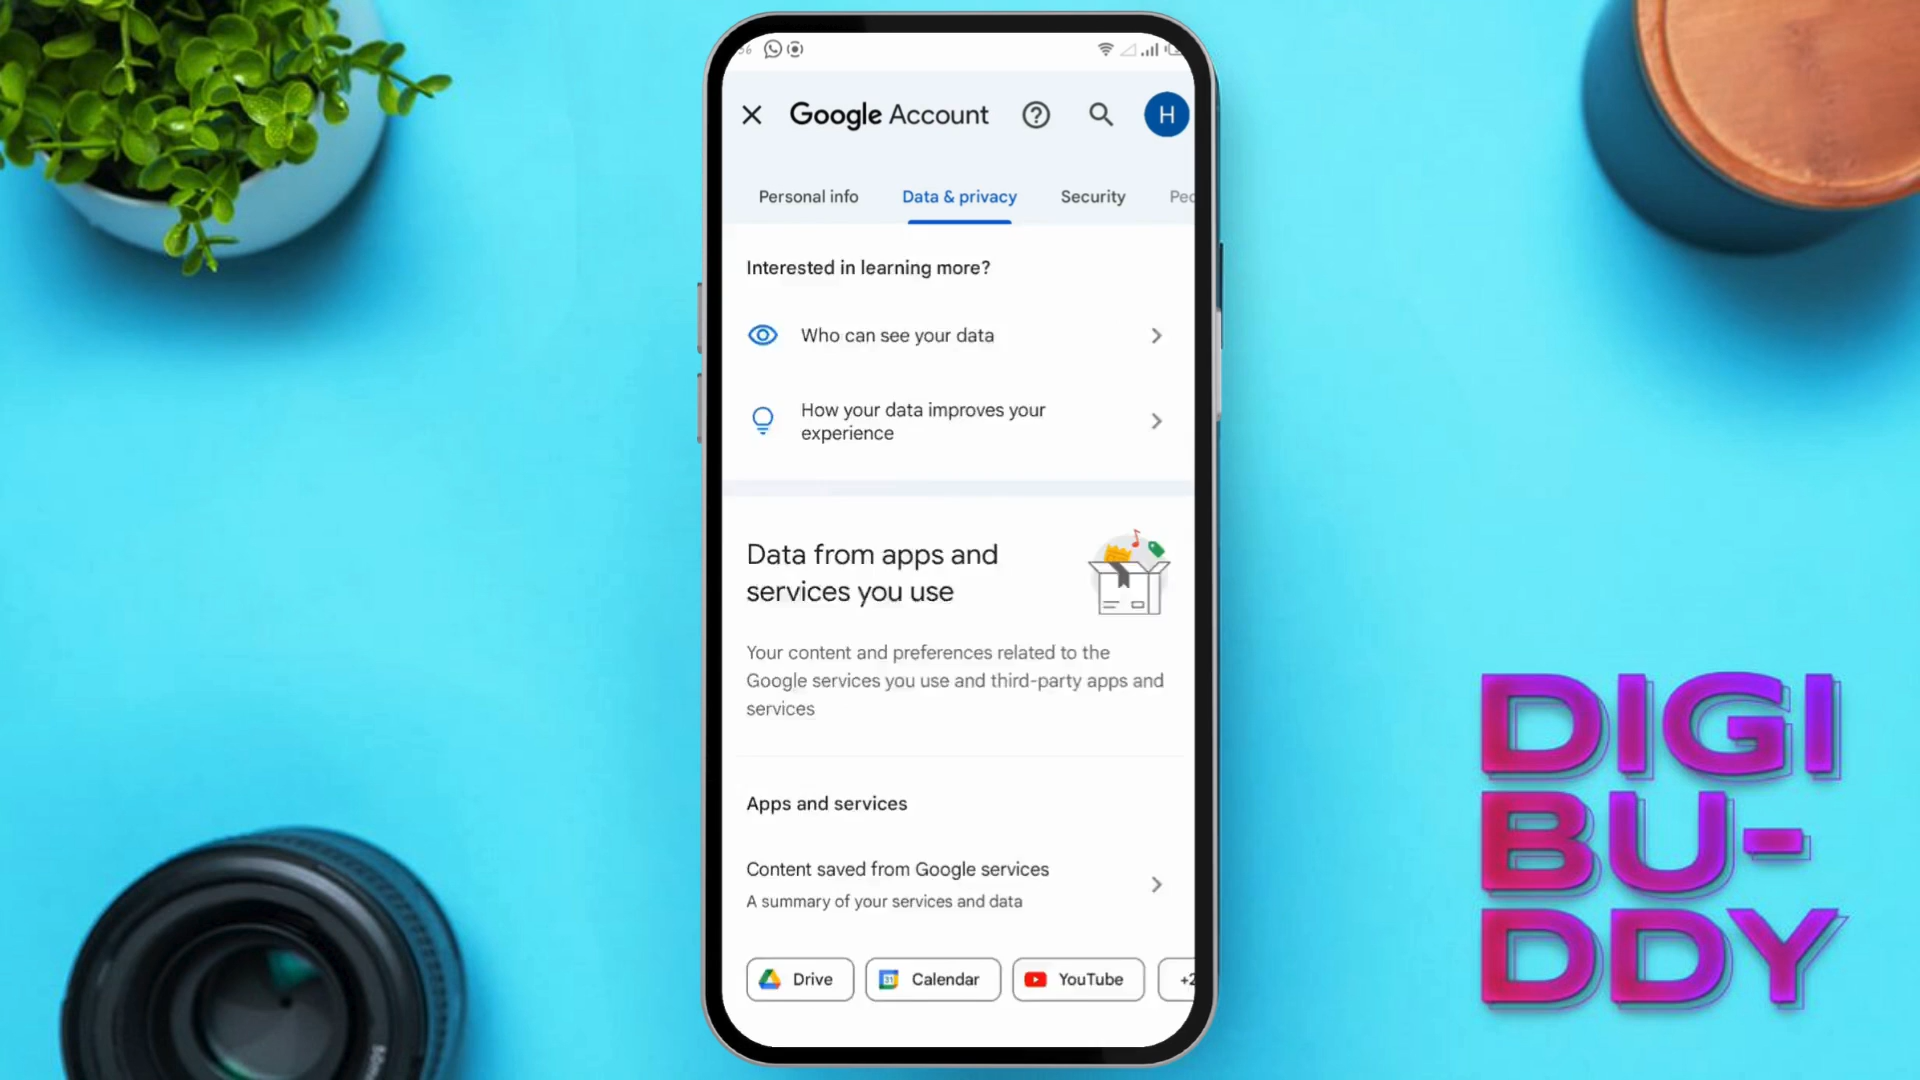 Google Account
H
Personal info
Data & privacy
Security
Interested in learning more?
Who can see your data
How your data improves your
experience
Data from apps and
services you use
Your content and preferences related to the
Google services you use and third-party apps and
services
Apps and services
Content saved from Google services
A summary of your services and data
Drive
Calendar
YouTube
DIGI
BU-
DDY